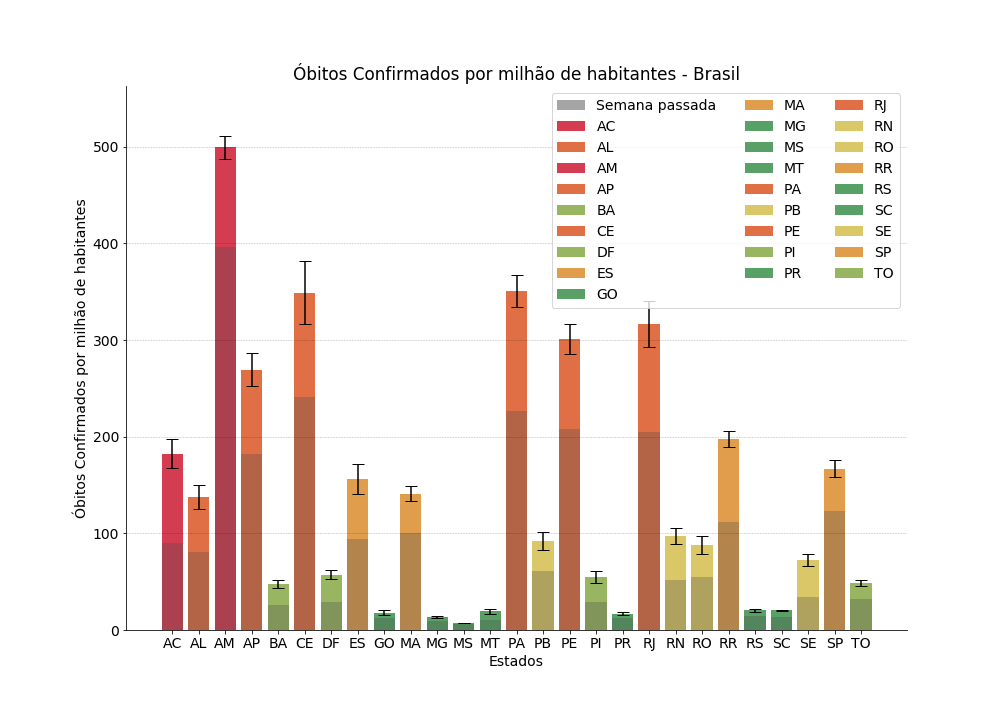 Óbitos Confirmados por milhão de habitantes - Brasil
Semana passada
AC
AL
AM
AP
BA
CE
DF
ES
GO
MA
MG
MS
MT
PA
PB
PE
PI
PR
RJ
RN
RO
RR
RS
SC
SE
SP
TO
Óbitos Confirmados por milhão de habitantes
500
400
300
200
100
0
AC AL AM AP BA CE DF ES GO MA MG MS MT PA PB PE PI PR RJ RN RO RR RS SC SE SP TO
Estados